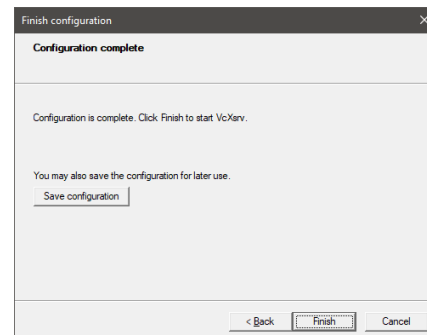 Finish configuration
Configuration complete
Configuration is complete. Click Finish to start VcXsrv.
You may also save the configuration for later use.
Save configuration
< Back
Finish
Cancel